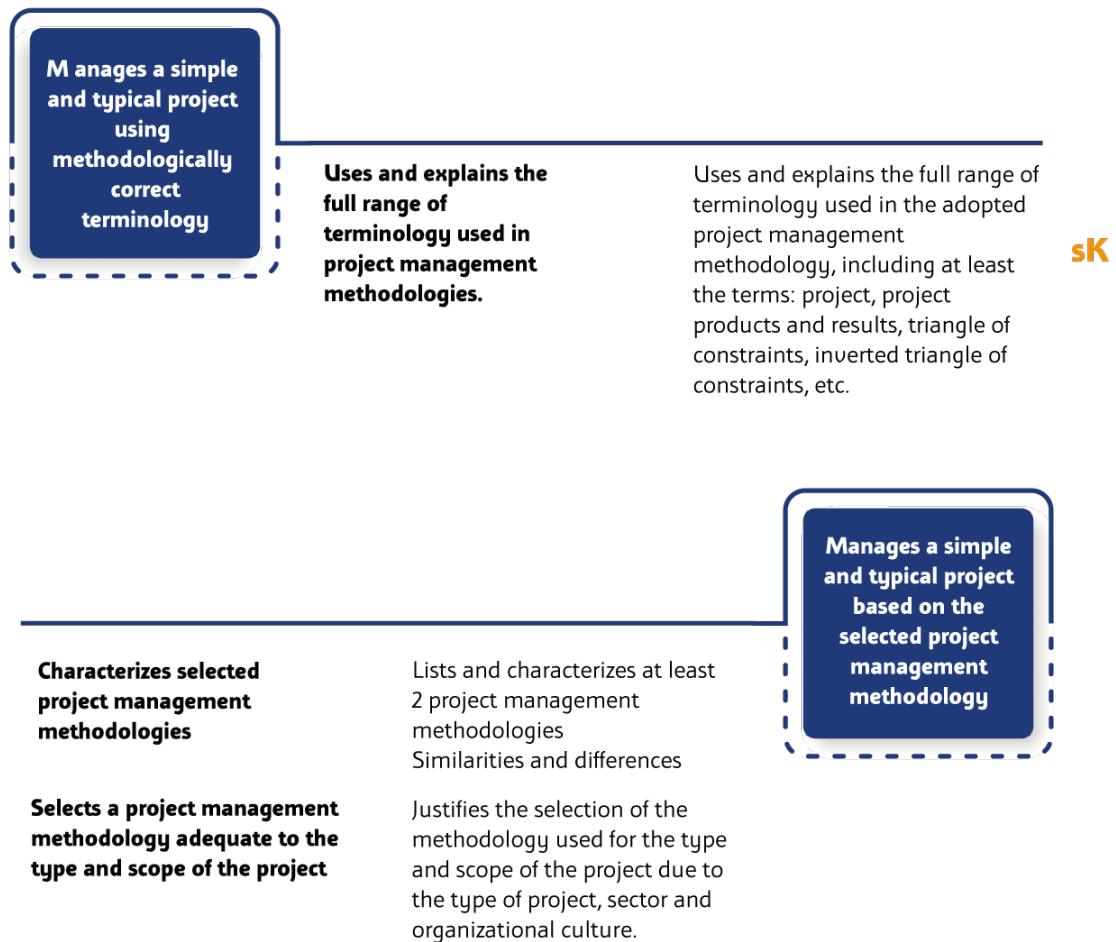 M anages a simple
and typical project
using
methodologically
correct
terminology
Uses and explains the
full range of
terminology used in
project management
methodologies.
Uses and explains the full range of
terminology used in the adopted
project management
methodology, including at least
the terms: project, project
products and results, triangle of
constraints, inverted triangle of
constraints, etc.
sK
Manages a simple
and typical project
based on the
selected project
management
methodology
Characterizes selected
project management
methodologies
Lists and characterizes at least
2 project management
methodologies
Similarities and differences
Selects a project management
methodology adequate to the
type and scope of the project
Justifies the selection of the
methodology used for the type
and scope of the project due to
the type of project, sector and
organizational culture.